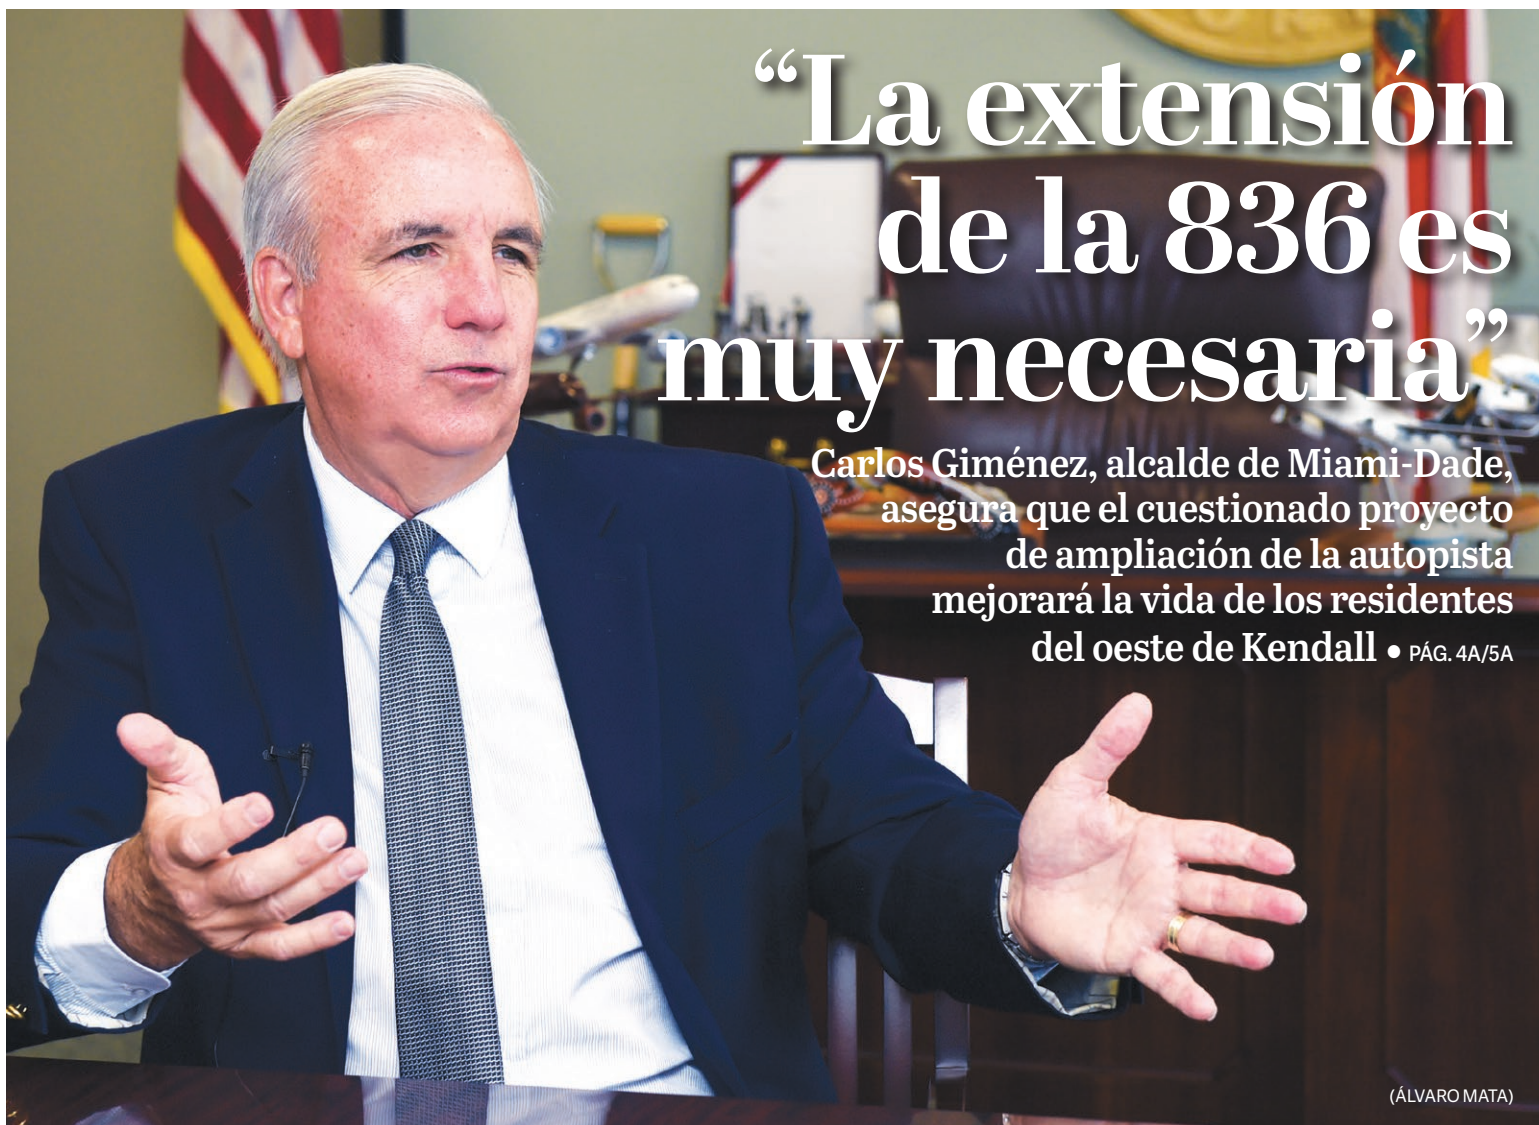 “La extensión
de la 836 es
muy necesaria”
Carlos Giménez, alcalde de Miami-Dade,
asegura que el cuestionado proyecto
de ampliación de la autopista
mejorará la vida de los residentes
del oeste de Kendall • PÁG. 4A/5A
(ÁLVARO MATA)